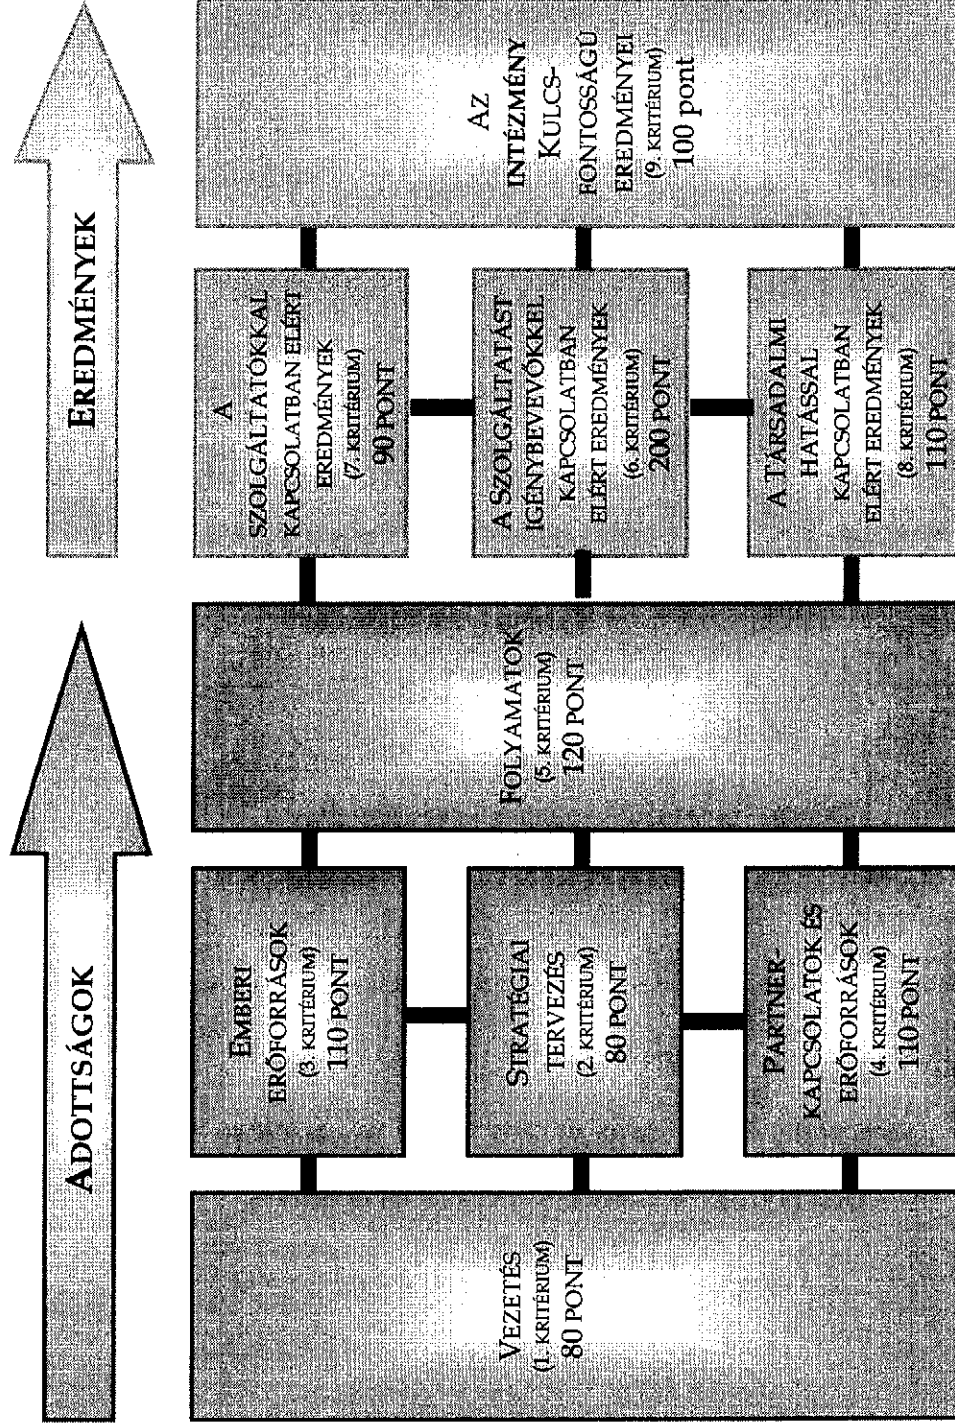 ADOTTSÁGOK
EREDMÉNYEK
VEZETÉS
(1. KRITÉRIUM)
80 PONT
EMBERI
ERŐFORRÁSOK
(3. KRITÉRIUM)
110 PONT
STRATÉGIAI
TERVEZÉS
(2. KRITÉRIUM)
80 PONT
PARTNER-
KAPCSOLATOK ÉS
ERŐFORRÁSOK
(4. KRITÉRIUM)
110 PONT
FOLYAMATOK
(5. KRITÉRIUM)
120 PONT
A
SZOLGÁLTATÓKKAL
KAPCSOLATBAN ELÉRT
EREDMÉNYEK
(7. KRITÉRIUM)
90 PONT
A SZOLGÁLTATÁST
IGÉNYBEVEVŐKKEL
KAPCSOLATBAN
ELÉRT EREDMÉNYEK
(6. KRITÉRIUM)
200 PONT
A TÁRSADALMI
HATÁSSAL
KAPCSOLATBAN
ELÉRT EREDMÉNYEK
(8. KRITÉRIUM)
110 PONT
AZ
INTÉZMÉNY
KULCS-
FONTOSSÁGÚ
EREDMÉNYEI
(9. KRITÉRIUM)
100 pont